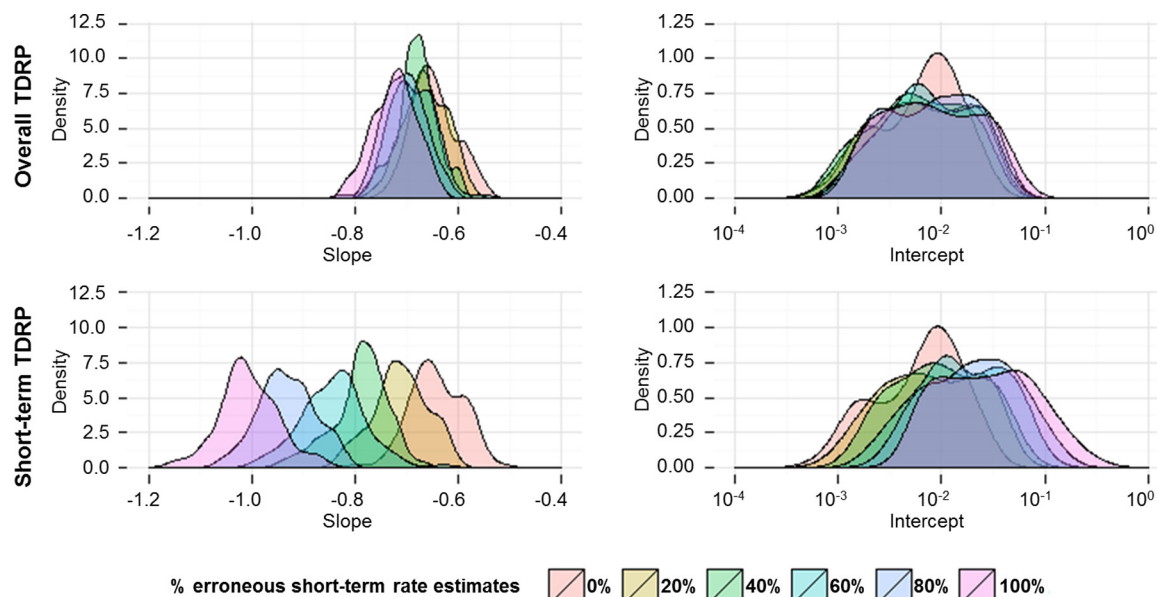 Overall TDRP
Density
12.5
10.0
7.5
5.0
2.5
0.0
-1.2 -1.0 -0.8 -0.6 -0.4
Slope
Density
1.25
1.00
0.75
0.50
0.25
0.00
10-4 10-3 10-2 10-1 100
Intercept
Short-term TDRP
Density
12.5
10.0
7.5
5.0
2.5
0.0
-1.2 -1.0 -0.8 -0.6 -0.4
Slope
Density
1.25
1.00
0.75
0.50
0.25
0.00
10-4 10-3 10-2 10-1 100
Intercept
% erroneous short-term rate estimates 0% 20% 40% 60% 80% 100%